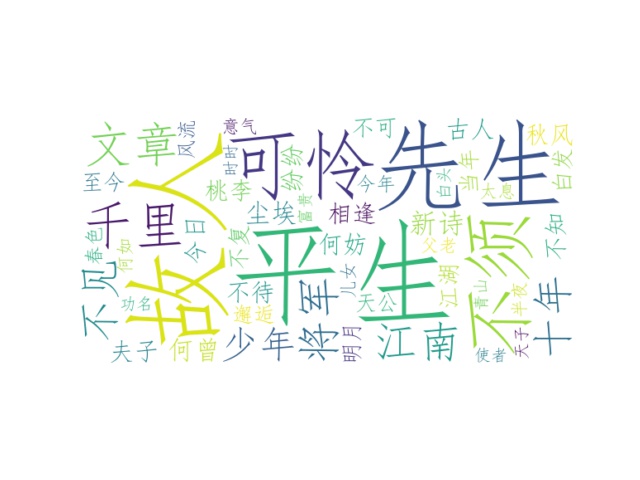 文章
风流
意气
时时
可怜
纷纷
不可
今年
先生
古人
当年
白头
太息
秋风
白发
至今
故人
桃李
千里
春色
何如
今日
尘埃
富贵
相逢
不复
平生
何妨
新诗
父老
不须
不知
不见
功名
不待
邂逅
将军
儿女
天公
江湖
青山
半夜
十年
夫子
何曾
少年
明月
江南
使者
天子